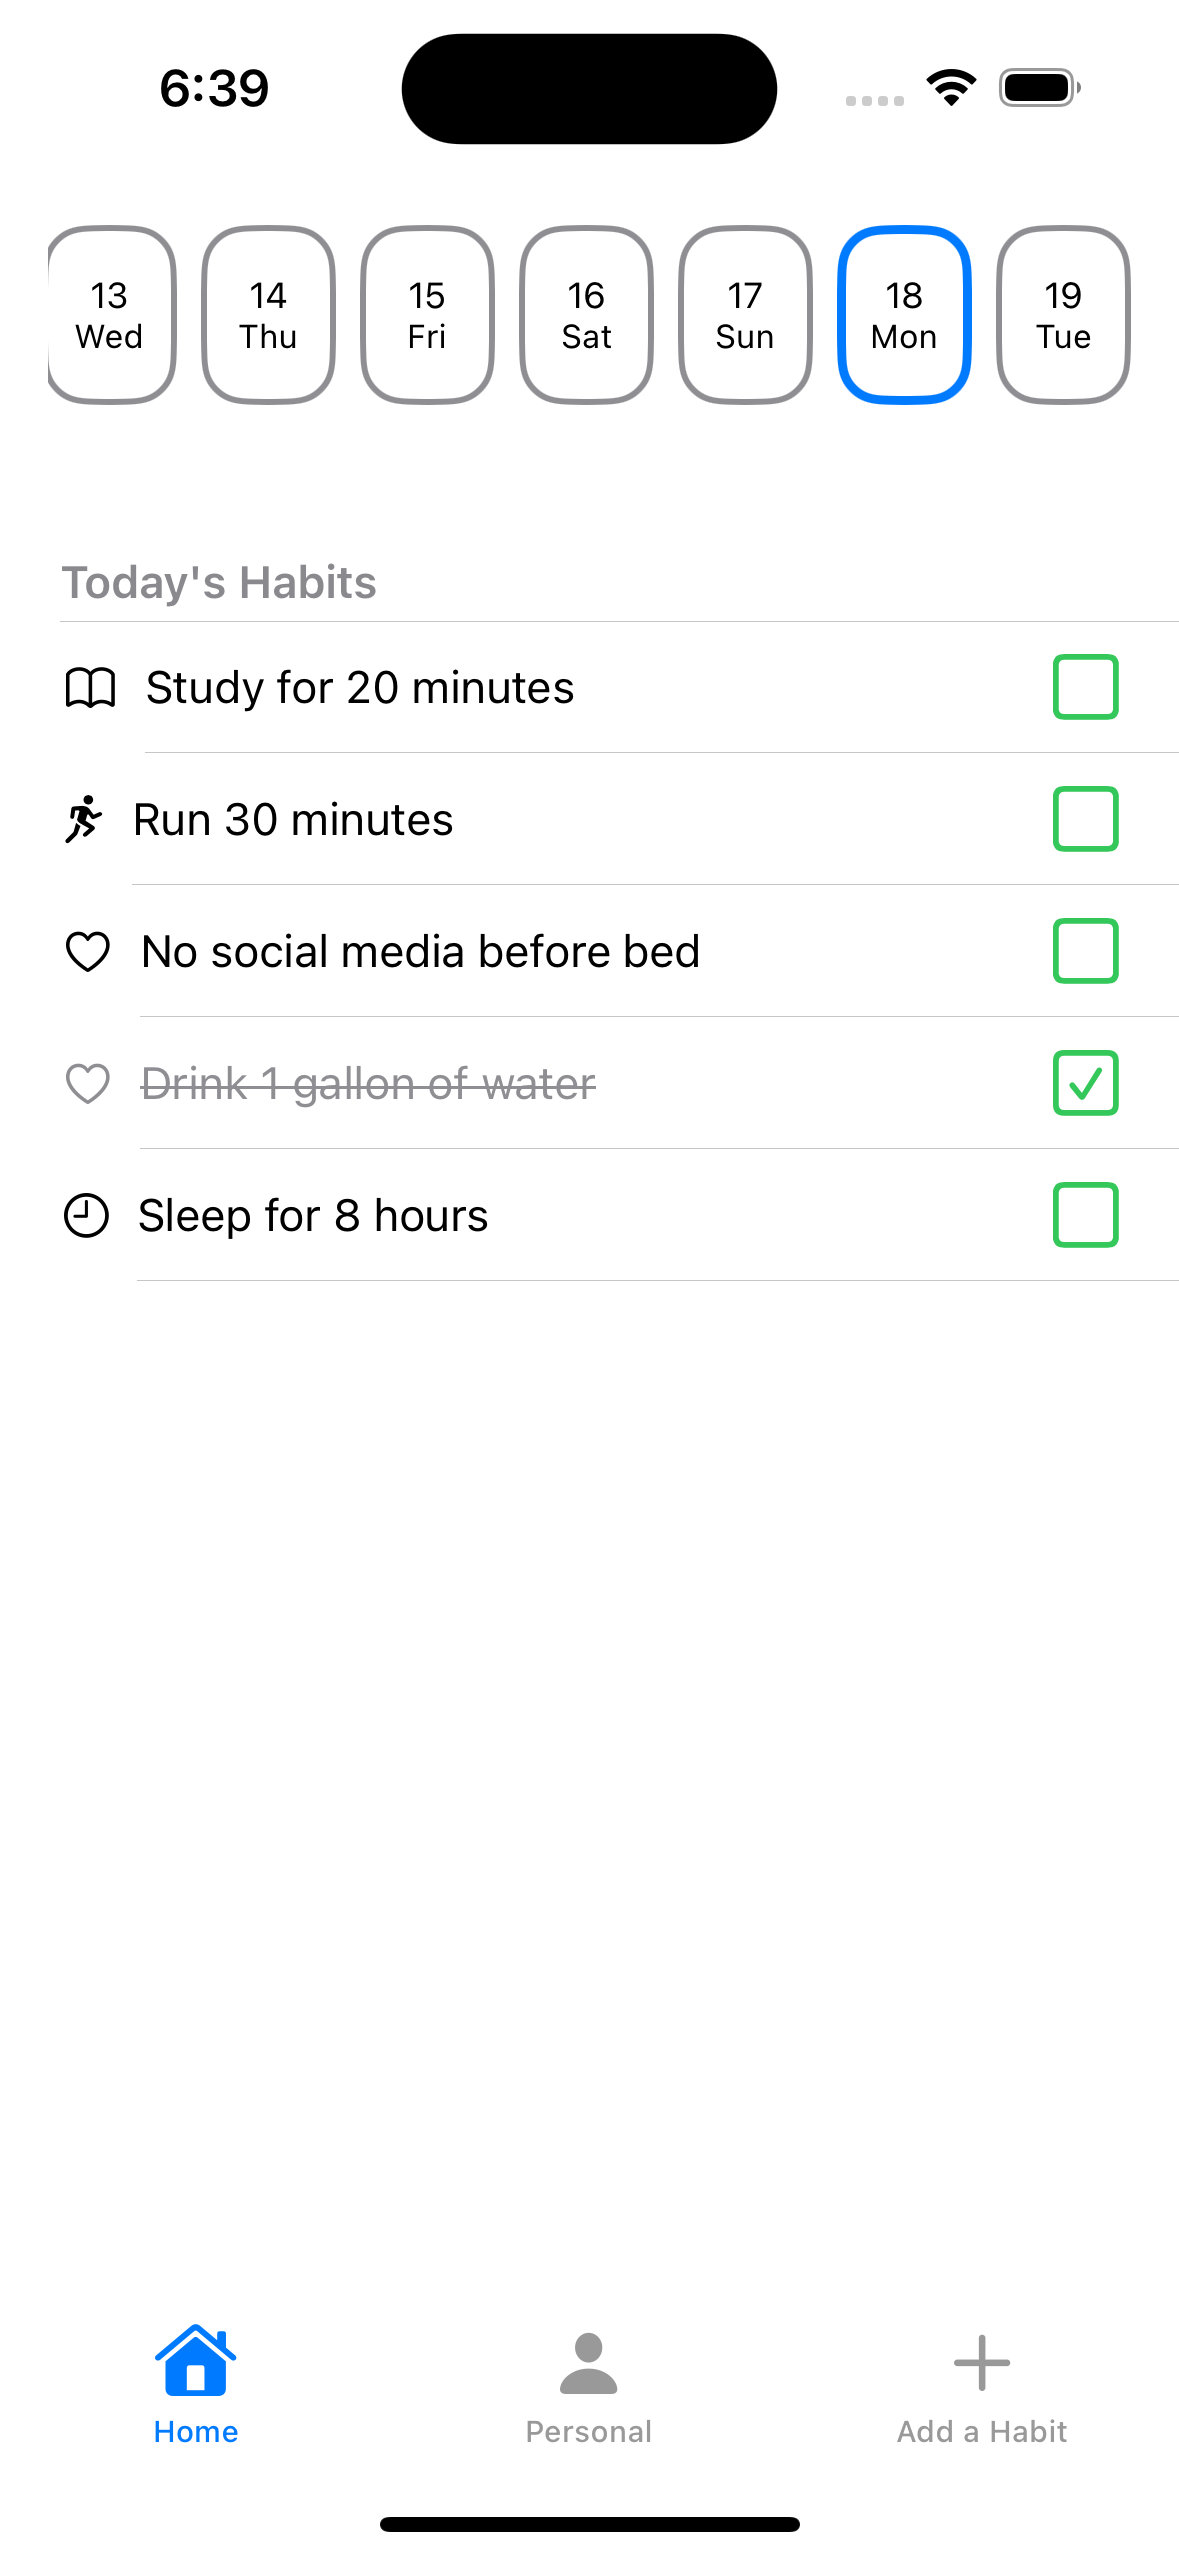 6:39
13 14 15 16 17 18 19
Wed Thu Fri Sat Sun Mon Tue
Today's Habits
Study for 20 minutes
Run 30 minutes
No social media before bed
Drink 1 gallon of water
Sleep for 8 hours
Home Personal Add a Habit